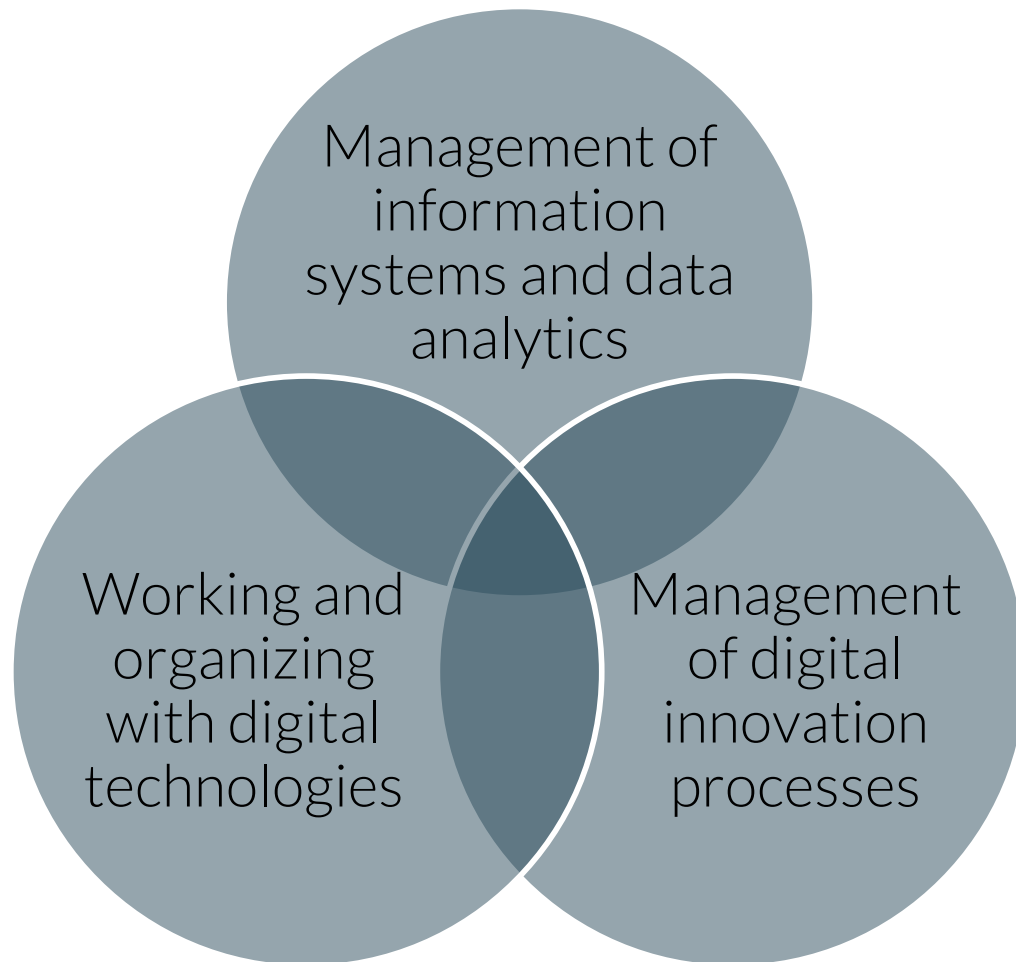 Management of
information
systems and data
analytics
Working and
organizing
with digital
technologies
Management
of digital
innovation
processes